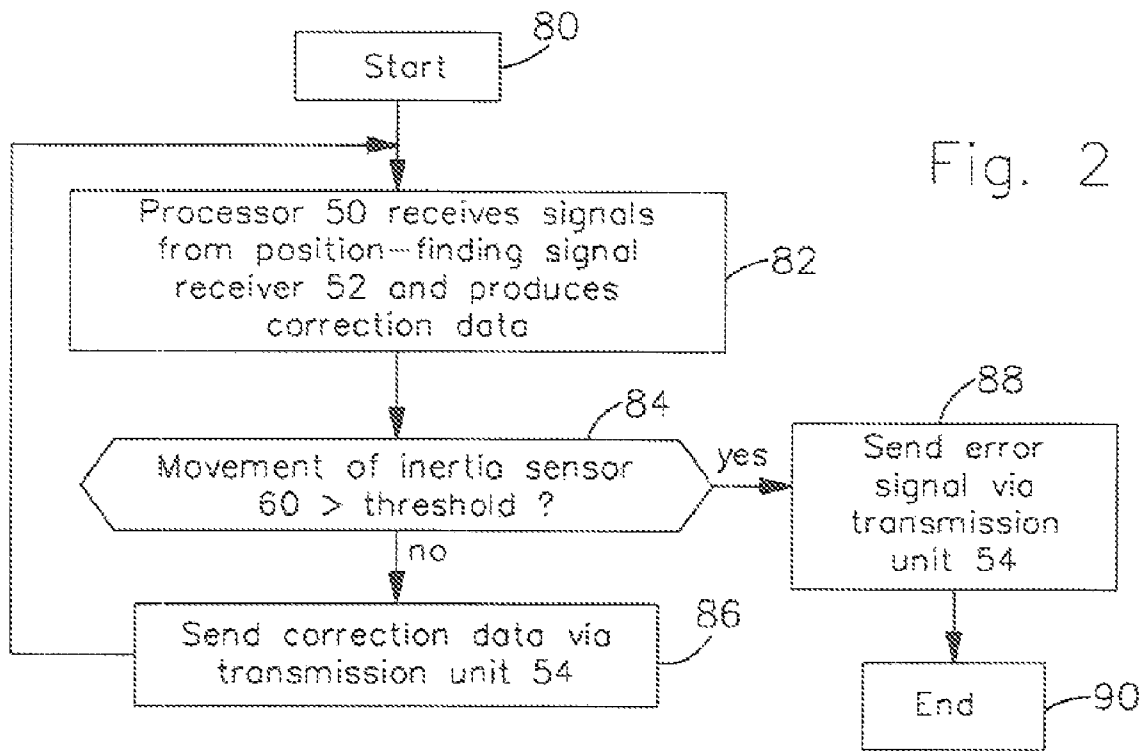 80
Start
Fig. 2
Processor 50 receives signals
from position-finding signal
receiver 52 and produces
correction data
82
84
Movement of inertia sensor
60 > threshold ?
yes
88
Send error
signal via
transmission
unit 54
no
Send correction data via
transmission unit 54
86
End
90